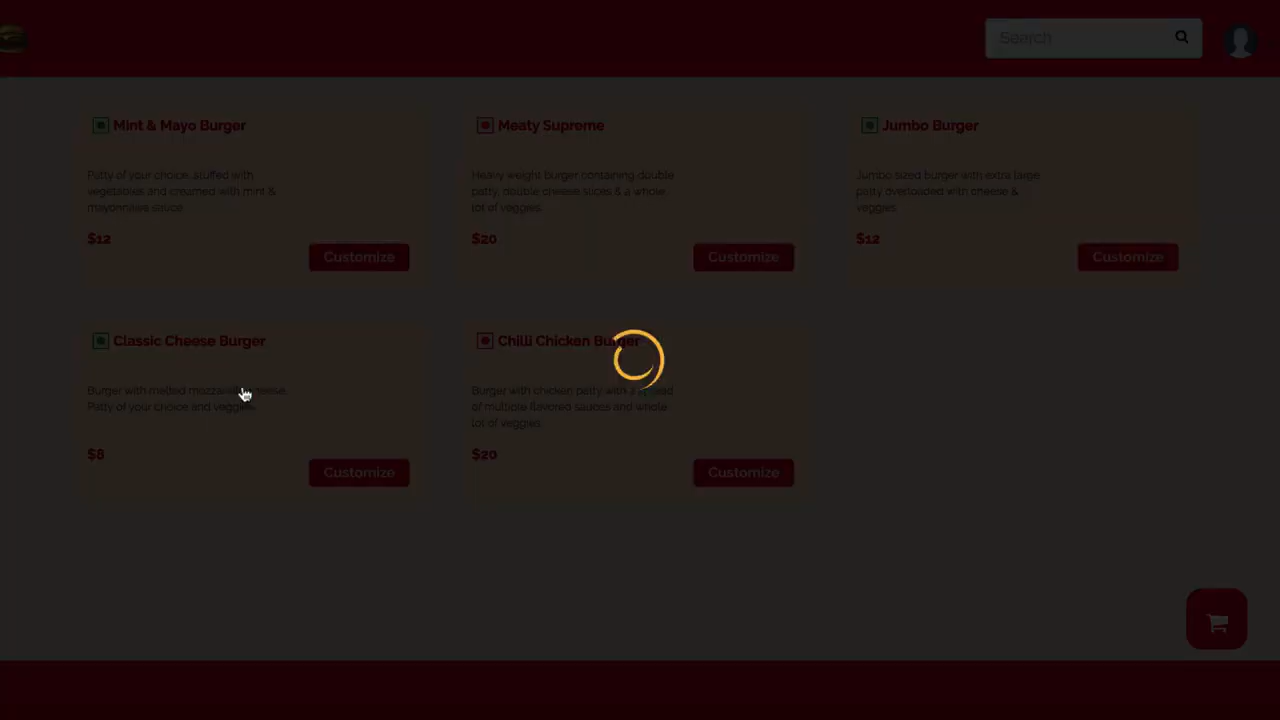 Search
Mint & Mayo Burger
Patty of your choice, stuffed with
vegetables and creamed with mint &
mayonnaise sauce.
$12
Customize
Meaty Supreme
Heavy weight burger containing double
patty, double cheese slices & a whole
lot of veggies.
$20
Customize
Jumbo Burger
Jumbo sized burger with extra large
patty overloaded with cheese &
veggies.
$12
Customize
Classic Cheese Burger
Burger with melted mozzarella cheese.
Patty of your choice and veggies.
$8
Customize
Chilli Chicken Burger
Burger with chicken patty with a
of multiple flavored sauces and whole
lot of veggies.
$20
Customize